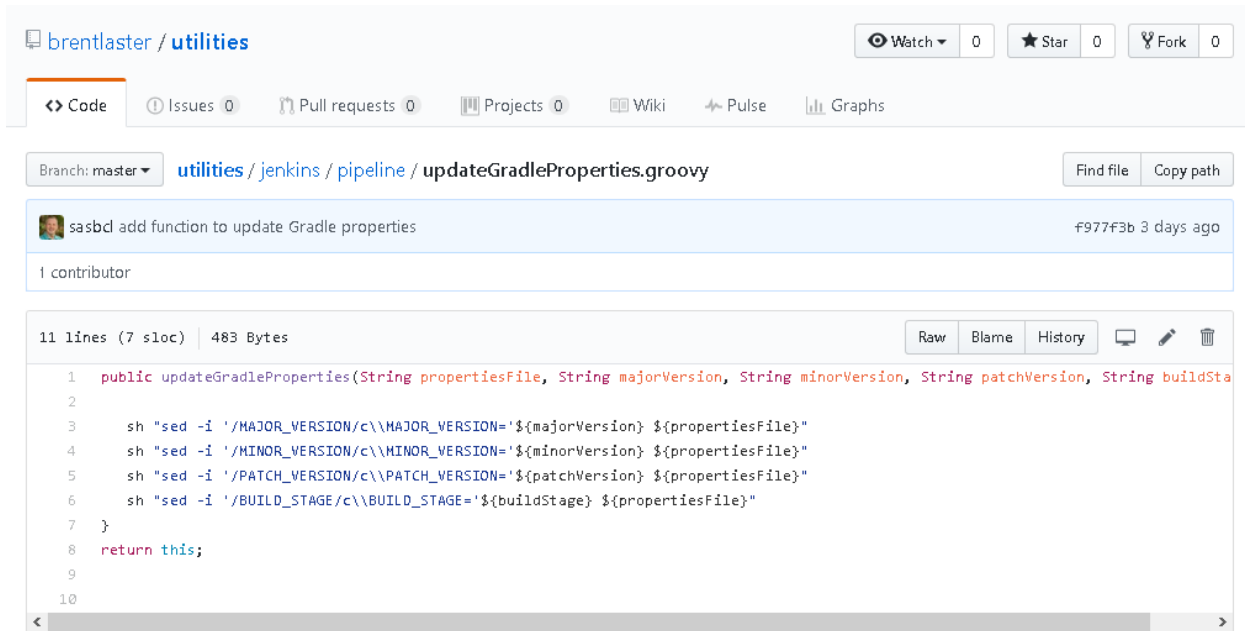 brentlaster / utilities
Watch 0 Star 0 Fork 0
Code Issues 0 Pull requests 0 Projects 0 Wiki Pulse Graphs
Branch: master utilities / jenkins / pipeline / updateGradleProperties.groovy Find file Copy path
sasbcl add function to update Gradle properties f977f3b 3 days ago
1 contributor
11 lines (7 sloc) 483 Bytes Raw Blame History
1 public updateGradleProperties(String propertiesFile, String majorVersion, String minorVersion, String patchVersion, String buildSta
2
3 sh "sed -i '/MAJOR_VERSION/c\\MAJOR_VERSION='${majorVersion} ${propertiesFile}"
4 sh "sed -i '/MINOR_VERSION/c\\MINOR_VERSION='${minorVersion} ${propertiesFile}"
5 sh "sed -i '/PATCH_VERSION/c\\PATCH_VERSION='${patchVersion} ${propertiesFile}"
6 sh "sed -i '/BUILD_STAGE/c\\BUILD_STAGE='${buildStage} ${propertiesFile}"
7 }
8 return this;
9
10